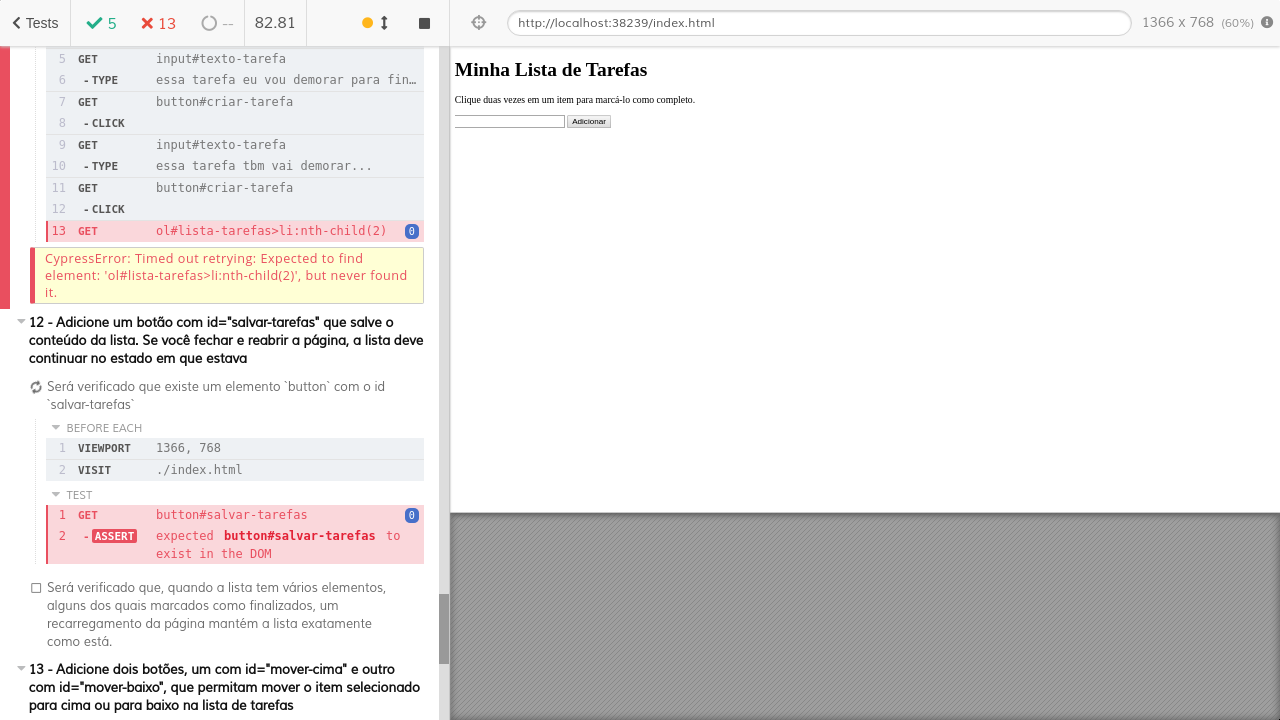 Tests 5 13 -- 82.81
http://localhost:38239/index.html 1366 x 768 (60%)
5 GET input#texto-tarefa
6 -TYPE essa tarefa eu vou demorar para fin…
7 GET button#criar-tarefa
8 -CLICK
9 GET input#texto-tarefa
10 -TYPE essa tarefa tbm vai demorar...
11 GET button#criar-tarefa
12 -CLICK
13 GET ol#lista-tarefas>li:nth-child(2) 0
CypressError: Timed out retrying: Expected to find
element: 'ol#lista-tarefas>li:nth-child(2)', but never found
it.
12 - Adicione um botão com id="salvar-tarefas" que salve o
conteúdo da lista. Se você fechar e reabrir a página, a lista deve
continuar no estado em que estava
Será verificado que existe um elemento `button` com o id
`salvar-tarefas`
BEFORE EACH
1 VIEWPORT 1366, 768
2 VISIT ./index.html
TEST
1 GET button#salvar-tarefas 0
2 -ASSERT expected button#salvar-tarefas to
exist in the DOM
Será verificado que, quando a lista tem vários elementos,
alguns dos quais marcados como finalizados, um
recarregamento da página mantém a lista exatamente
como está.
13 - Adicione dois botões, um com id="mover-cima" e outro
com id="mover-baixo", que permitam mover o item selecionado
para cima ou para baixo na lista de tarefas
Minha Lista de Tarefas
Clique duas vezes em um item para marcá-lo como completo.
Adicionar